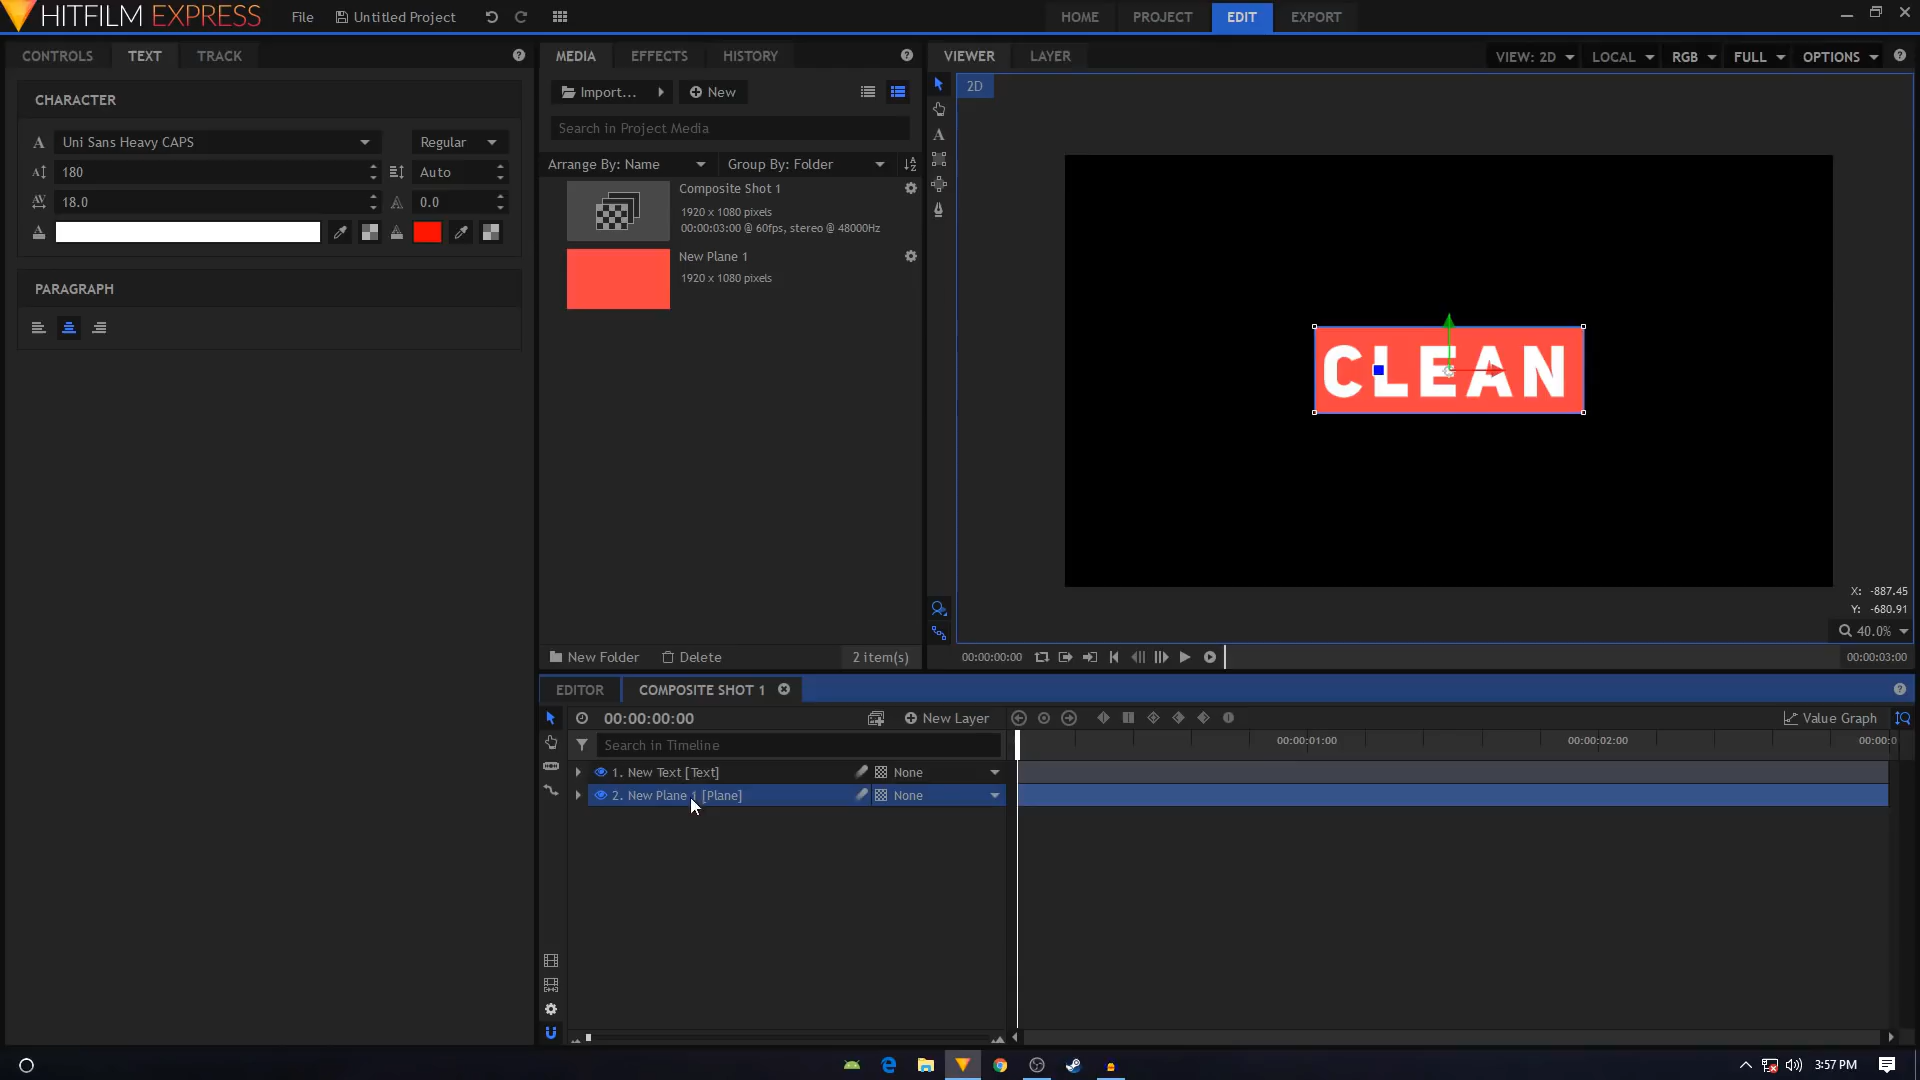 HITFILM EXPRESS
File
Untitled Project
HOME
PROJECT
EDIT
EXPORT
CONTROLS
TEXT
TRACK
CHARACTER
Uni Sans Heavy CAPS
Regular
180
Auto
18.0
0.0
PARAGRAPH
MEDIA
EFFECTS
HISTORY
Import...
New
Search in Project Media
Arrange By: Name
Group By: Folder
Composite Shot 1
1920 x 1080 pixels
00:00:03:00 @ 60fps, stereo @ 48000Hz
New Plane 1
1920 x 1080 pixels
New Folder
Delete
2 item(s)
VIEWER
LAYER
VIEW: 2D
LOCAL
RGB
FULL
OPTIONS
2D
CLEAN
X: -887.45
Y: -680.91
40.0%
00:00:00:00
00:00:03:00
EDITOR
COMPOSITE SHOT 1
00:00:00:00
New Layer
Value Graph
Search in Timeline
00:00:01:00
00:00:02:00
00:00:0
1. New Text [Text]
None
2. New Plane 1 [Plane]
None
3:57 PM